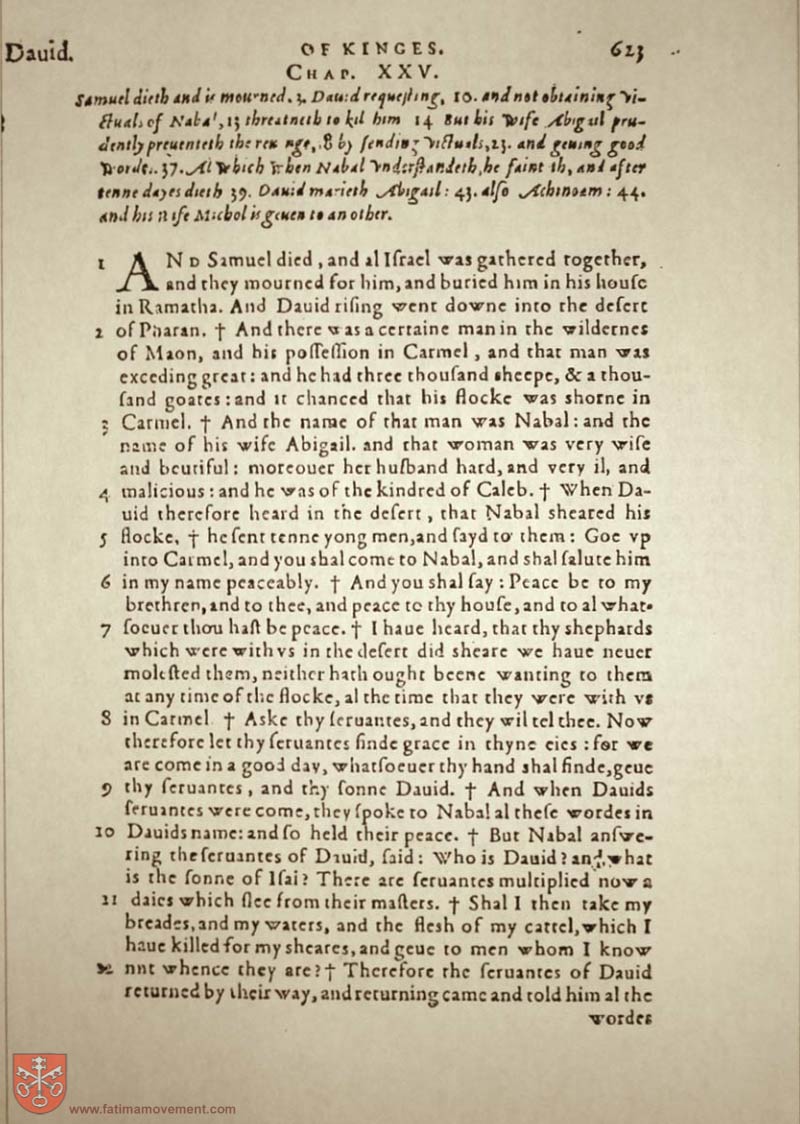 Dauid.
OF KINGES.
623
CHAP. XXV.
Samuel dieth and is mourned. 3. Dauid requesting, 10. and not obtaining vi-
ctuals of Nabal, 13 threatneth to kil him 14 But his wife Abigail pru-
dently preuenteth the reuenge, 18 by sending victuals, 23. and geuing good
wordes. 37. Al which when Nabal vnderstandeth, he fainteth, and after
tenne dayes dieth 39. Dauid marieth Abigail: 43. also Achinoam: 44.
and his wife Michol is geuen to an other.
1 AND Samuel died, and al Israel was gathered together,
and they mourned for him, and buried him in his house
in Ramatha. And Dauid rising went downe into the desert
2 of Pharan. † And there was a certaine man in the wildernes
of Maon, and his possession in Carmel, and that man was
exceding great: and he had three thousand sheepe, & a thou-
sand goates: and it chanced that his flocke was shorne in
3 Carmel. † And the name of that man was Nabal: and the
name of his wife Abigail. and that woman was very wise
and beutiful: moreouer her husband hard, and very il, and
4 malicious: and he was of the kindred of Caleb. † When Da-
uid therefore heard in the desert, that Nabal sheared his
5 flocke, † he sent tenne yong men, and sayd to them: Goe vp
into Carmel, and you shal come to Nabal, and shal salute him
6 in my name peaceably. † And you shal say: Peace be to my
brethren, and to thee, and peace to thy house, and to al what-
7 soeuer thou hast be peace. † I haue heard, that thy shephards
which were with vs in the desert did sheare we haue neuer
molested them, neither hath ought beene wanting to them
at any time of the flocke, al the time that they were with vs
8 in Carmel † Aske thy seruantes, and they wil tel thee. Now
therefore let thy seruantes finde grace in thyne eies: for we
are come in a good day, whatsoeuer thy hand shal finde, geue
9 thy seruantes, and thy sonne Dauid. † And when Dauids
seruantes were come, they spoke to Nabal al these wordes in
10 Dauids name: and so held their peace. † But Nabal answe-
ring the seruantes of Dauid, said: Who is Dauid? and what
is the sonne of Isai? There are seruantes multiplied now a
11 daies which flee from their masters. † Shal I then take my
breades, and my waters, and the flesh of my cattel, which I
haue killed for my sheares, and geue to men whom I know
nnt whence they are? † Therefore the seruantes of Dauid
returned by their way, and returning came and told him al the
wordes
www.fatimamovement.com